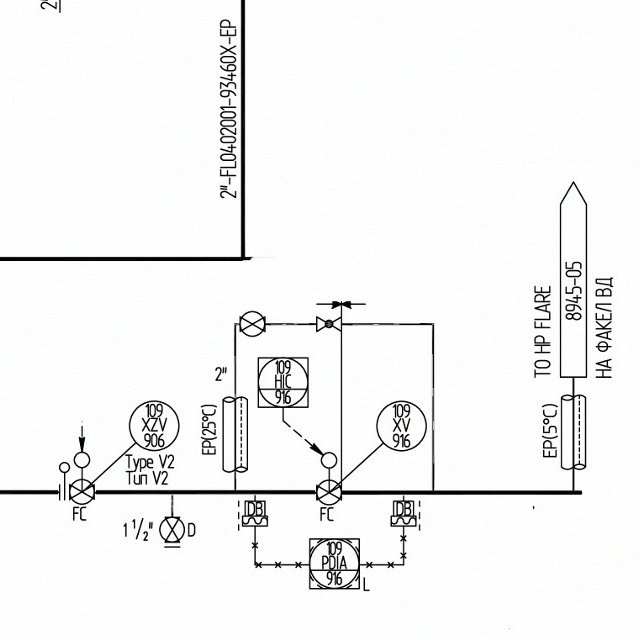 2"-FL0402001-93460X-EP
TO HP FLARE
8945-05
НА ФАКЕЛ ВД
2"
109
HIC
916
109
XZV
906
Type V2
Тип V2
EP(25°C)
109
XV
916
EP(5°C)
FC
FC
1 1/2"
D
DB
DB
109
PDIA
916
L